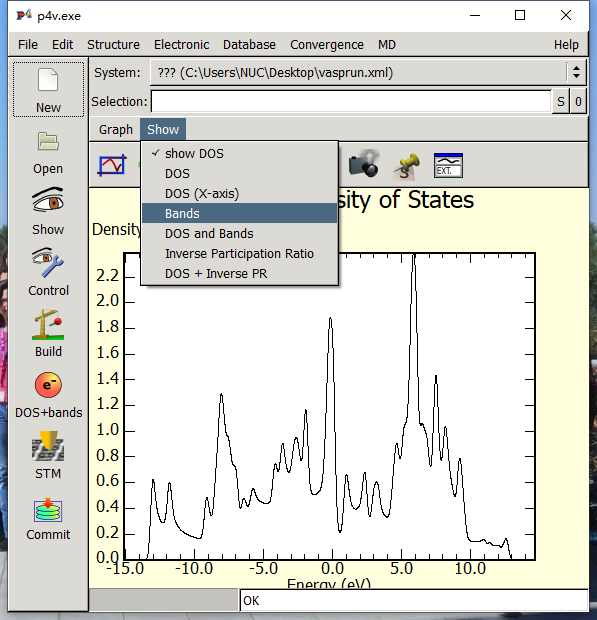 p4v.exe
File Edit Structure Electronic Database Convergence MD Help
System: ??? (C:\Users\NUC\Desktop\vasprun.xml)
Selection: S 0
Graph Show
New
Open
Show
Control
Build
DOS+bands
STM
Commit
✓ show DOS
DOS
DOS (X-axis)
Bands
DOS and Bands
Inverse Participation Ratio
DOS + Inverse PR
EXT.
of States
Density
2.2
2.0
1.8
1.6
1.4
1.2
1.0
0.8
0.6
0.4
0.2
0.0
-15.0 -10.0 -5.0 0.0 5.0 10.0
Energy (eV)
OK